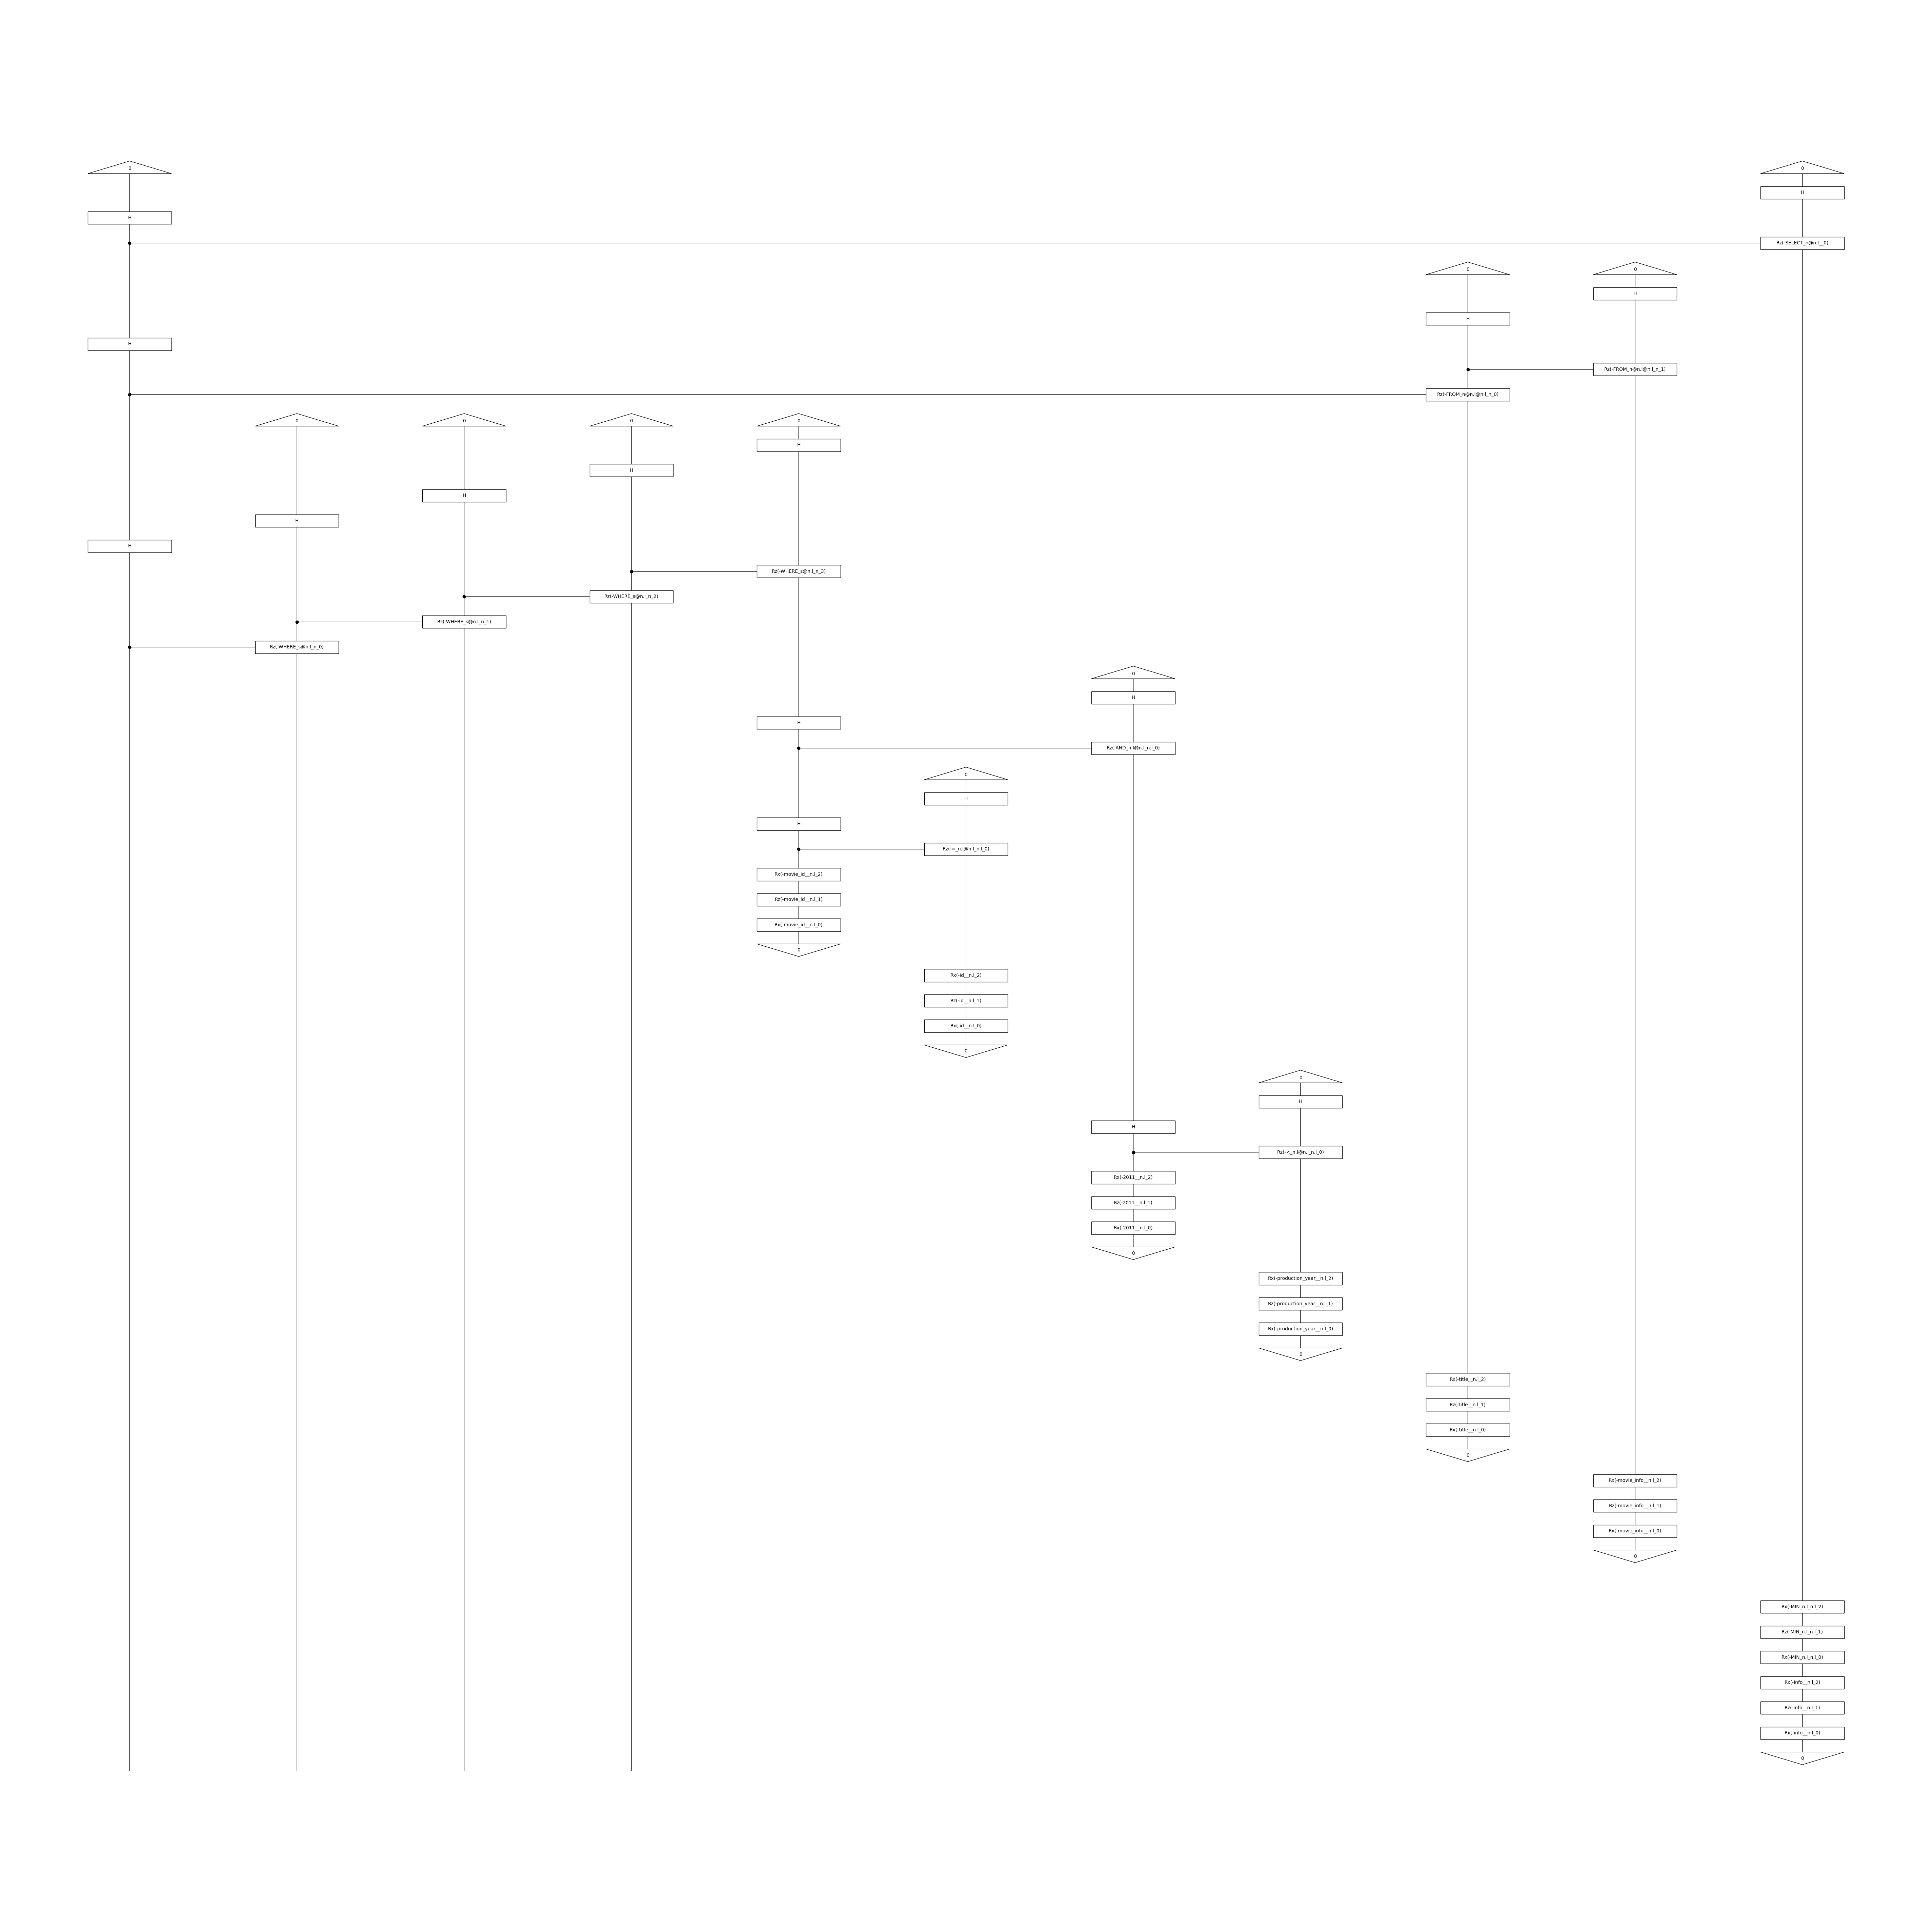 0 0
H
H
Rz(-SELECT_n@n.l__0)
0 0
H
H
H
Rz(-FROM_n@n.l@n.l_n_1)
Rz(-FROM_n@n.l@n.l_n_0)
0 0 0 0
H
H
H
H
H
Rz(-WHERE_s@n.l_n_3)
Rz(-WHERE_s@n.l_n_2)
Rz(-WHERE_s@n.l_n_1)
Rz(-WHERE_s@n.l_n_0)
0
H
H
Rz(-AND_n.l@n.l_n.l_0)
0
H
H
Rz(-=_n.l@n.l_n.l_0)
Rx(-movie_id__n.l_2)
Rz(-movie_id__n.l_1)
Rx(-movie_id__n.l_0)
0
Rx(-id__n.l_2)
Rz(-id__n.l_1)
Rx(-id__n.l_0)
0
0
H
H
Rz(-<_n.l@n.l_n.l_0)
Rx(-2011__n.l_2)
Rz(-2011__n.l_1)
Rx(-2011__n.l_0)
0
Rx(-production_year__n.l_2)
Rz(-production_year__n.l_1)
Rx(-production_year__n.l_0)
0
Rx(-title__n.l_2)
Rz(-title__n.l_1)
Rx(-title__n.l_0)
0
Rx(-movie_info__n.l_2)
Rz(-movie_info__n.l_1)
Rx(-movie_info__n.l_0)
0
Rx(-MIN_n.l_n.l_2)
Rz(-MIN_n.l_n.l_1)
Rx(-MIN_n.l_n.l_0)
Rx(-info__n.l_2)
Rz(-info__n.l_1)
Rx(-info__n.l_0)
0